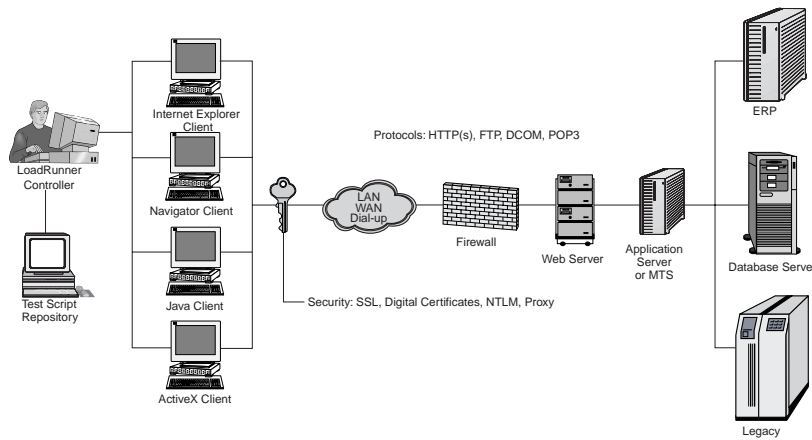 LoadRunner
Controller
Test Script
Repository
Internet Explorer
Client
Navigator Client
Java Client
ActiveX Client
Protocols: HTTP(s), FTP, DCOM, POP3
LAN
WAN
Dial-up
Security: SSL, Digital Certificates, NTLM, Proxy
Firewall
Web Server
Application
Server
or MTS
ERP
Database Serve
Legacy